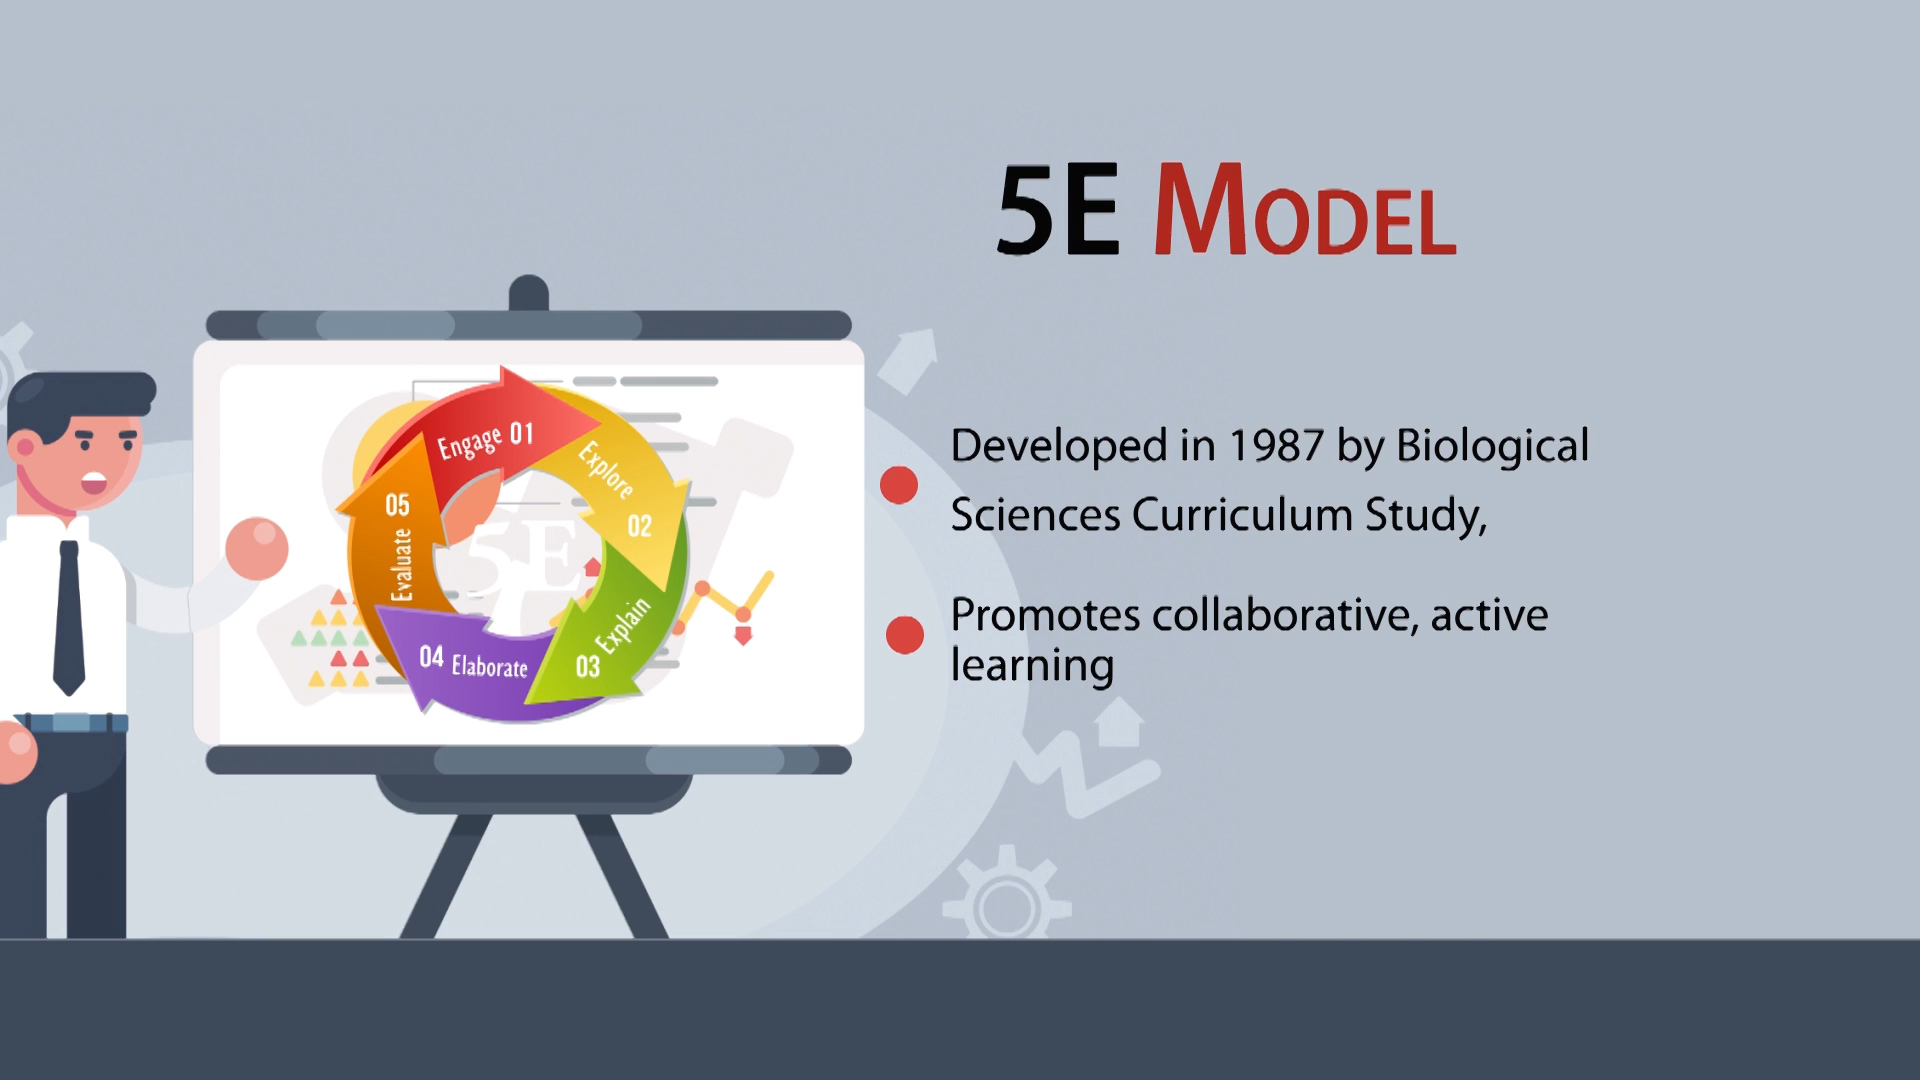 5E MODEL
Engage 01
Explore
02
05
Evaluate
5E
Explain
03
04 Elaborate
Developed in 1987 by Biological
Sciences Curriculum Study,
Promotes collaborative, active
learning